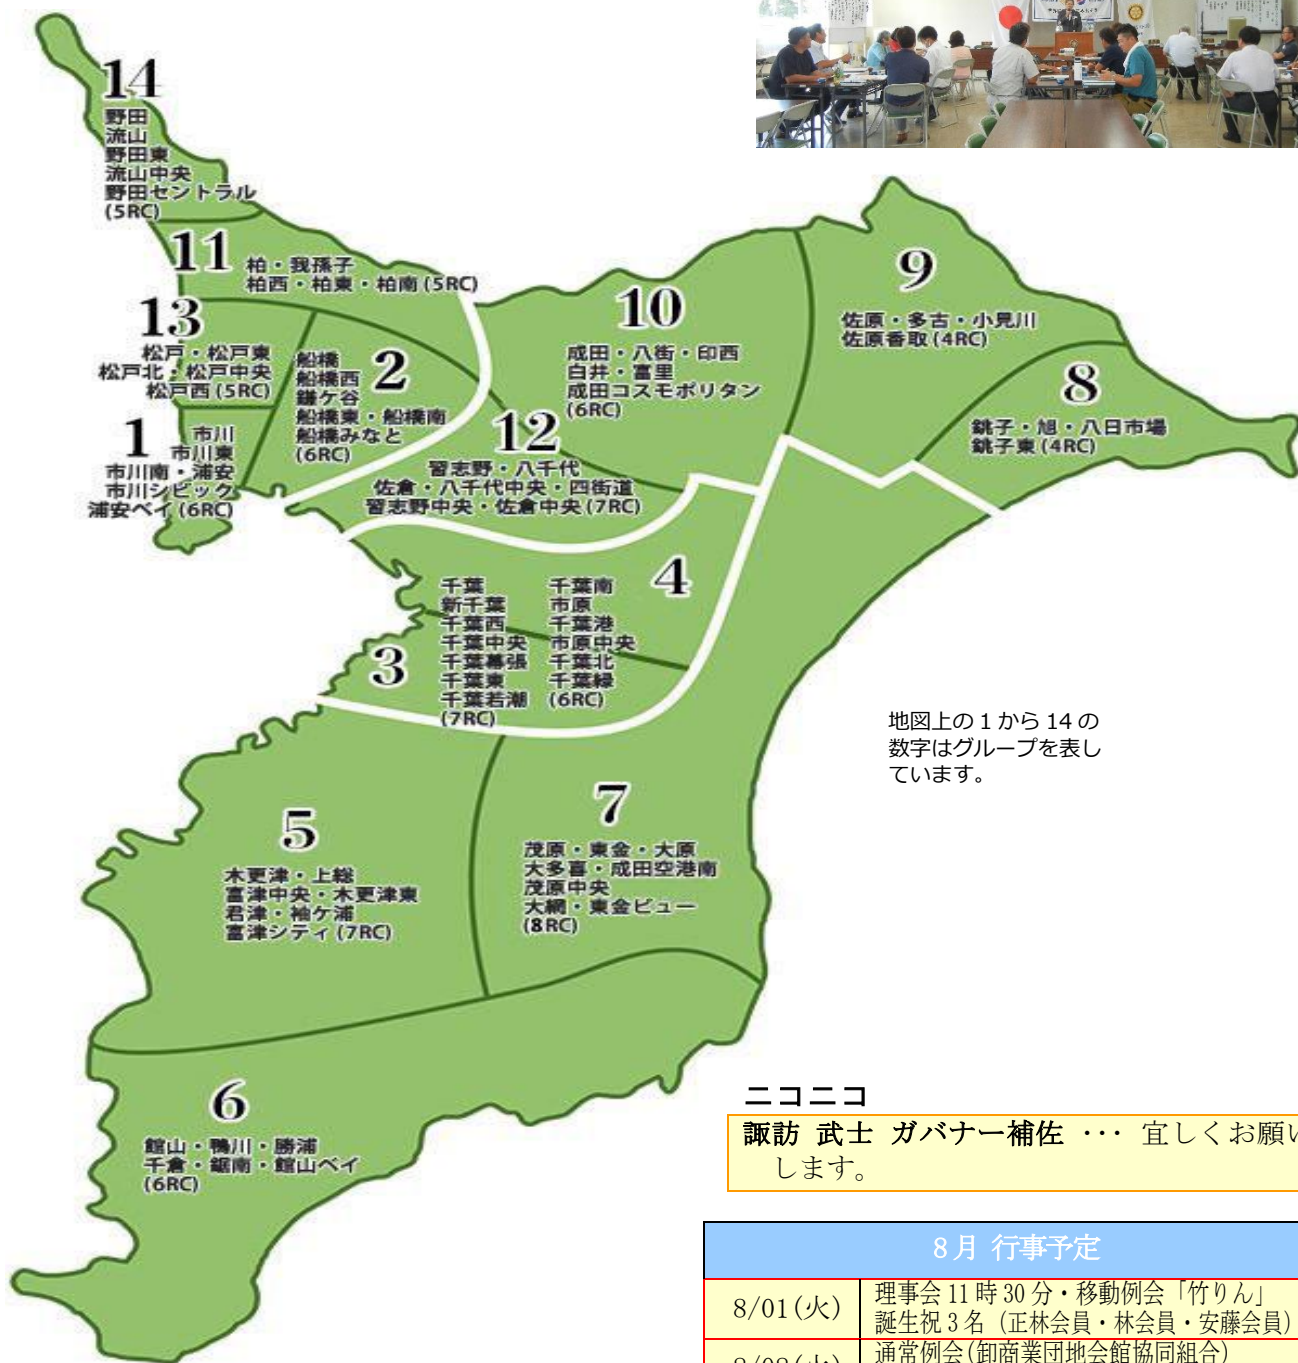 14
野田
流山
野田東
流山中央
野田セントラル
(5RC)
11
柏・我孫子
柏西・柏東・柏南(5RC)
13
松戸・松戸東
松戸北・松戸中央
松戸西(5RC)
2
船橋
船橋西
鎌ケ谷
船橋東・船橋南
船橋みなと
(6RC)
1
市川
市川東
市川南・浦安
市川シビック
浦安ベイ(6RC)
10
成田・八街・印西
白井・富里
成田コスモポリタン
(6RC)
9
佐原・多古・小見川
佐原香取(4RC)
8
銚子・旭・八日市場
銚子東(4RC)
12
習志野・八千代
佐倉・八千代中央・四街道
習志野中央・佐倉中央(7RC)
4
千葉南
市原
千葉港
市原中央
千葉北
千葉緑
(6RC)
3
千葉
新千葉
千葉西
千葉中央
千葉幕張
千葉東
千葉若潮
(7RC)
地図上の 1 から 14 の
数字はグループを表し
ています。
5
木更津・上総
富津中央・木更津東
君津・袖ケ浦
富津シティ(7RC)
7
茂原・東金・大原
大多喜・成田空港南
茂原中央
大網・東金ビュー
(8RC)
6
館山・鴨川・勝浦
千倉・鋸南・館山ベイ
(6RC)
ニコニコ
諏訪 武士 ガバナー補佐 … 宜しくお願い
します。
8月 行事予定
8/01(火)
理事会 11 時 30 分・移動例会「竹りん」
誕生祝 3 名（正林会員・林会員・安藤会員）
8/08(火)
通常例会(卸商業団地会館協同組合)